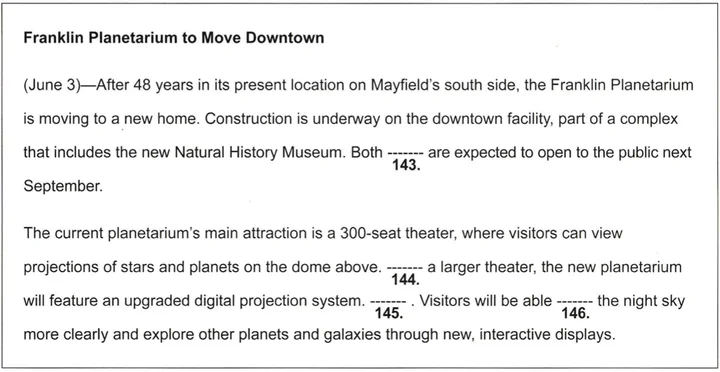 Franklin Planetarium to Move Downtown
(June 3)—After 48 years in its present location on Mayfield's south side, the Franklin Planetarium
is moving to a new home. Construction is underway on the downtown facility, part of a complex
that includes the new Natural History Museum. Both ------- are expected to open to the public next
143.
September.
The current planetarium's main attraction is a 300-seat theater, where visitors can view
projections of stars and planets on the dome above. ------- a larger theater, the new planetarium
144.
will feature an upgraded digital projection system. ------- . Visitors will be able ------- the night sky
145. 146.
more clearly and explore other planets and galaxies through new, interactive displays.